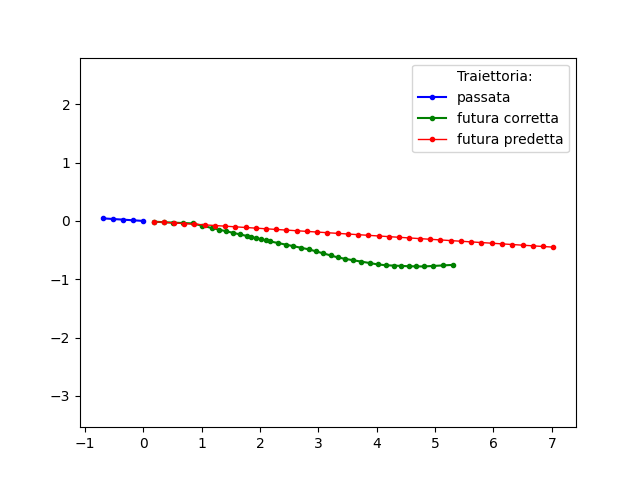 2
1
0
−1
−2
−3
−1 0 1 2 3 4 5 6 7
Traiettoria:
passata
futura corretta
futura predetta